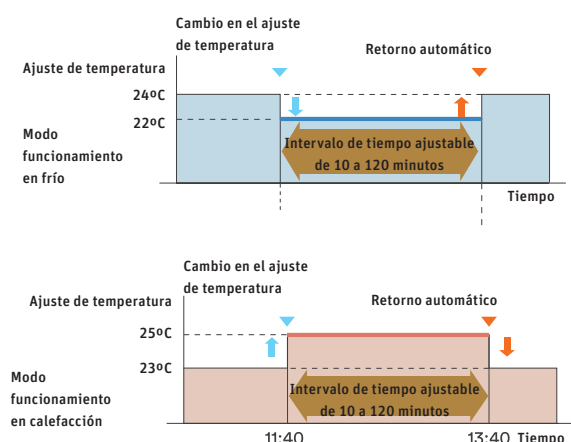 Cambio en el ajuste
de temperatura
Retorno automático
Ajuste de temperatura
24ºC
22ºC
Modo
funcionamiento
en frío
Intervalo de tiempo ajustable
de 10 a 120 minutos
Tiempo
Cambio en el ajuste
de temperatura
Ajuste de temperatura
Retorno automático
25ºC
23ºC
Modo
funcionamiento
en calefacción
Intervalo de tiempo ajustable
de 10 a 120 minutos
11:40
13:40
Tiempo